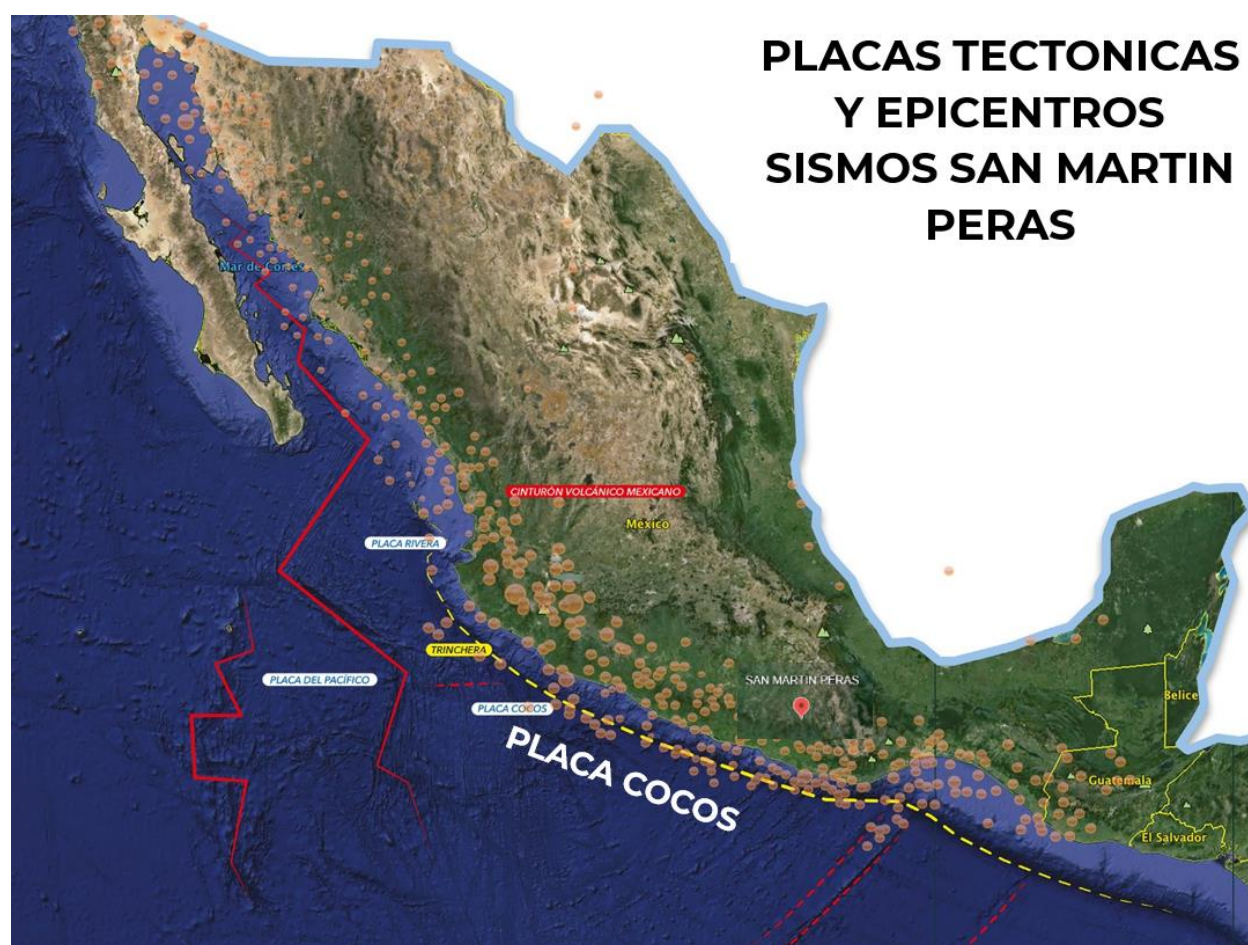 PLACAS TECTONICAS
Y EPICENTROS
SISMOS SAN MARTIN
PERAS
Mar de Cortés
CINTURÓN VOLCÁNICO MEXICANO
México
PLACA RIVERA
TRINCHERA
PLACA DEL PACÍFICO
SAN MARTIN PERAS
PLACA COCOS
PLACA COCOS
Belice
Guatemala
El Salvador